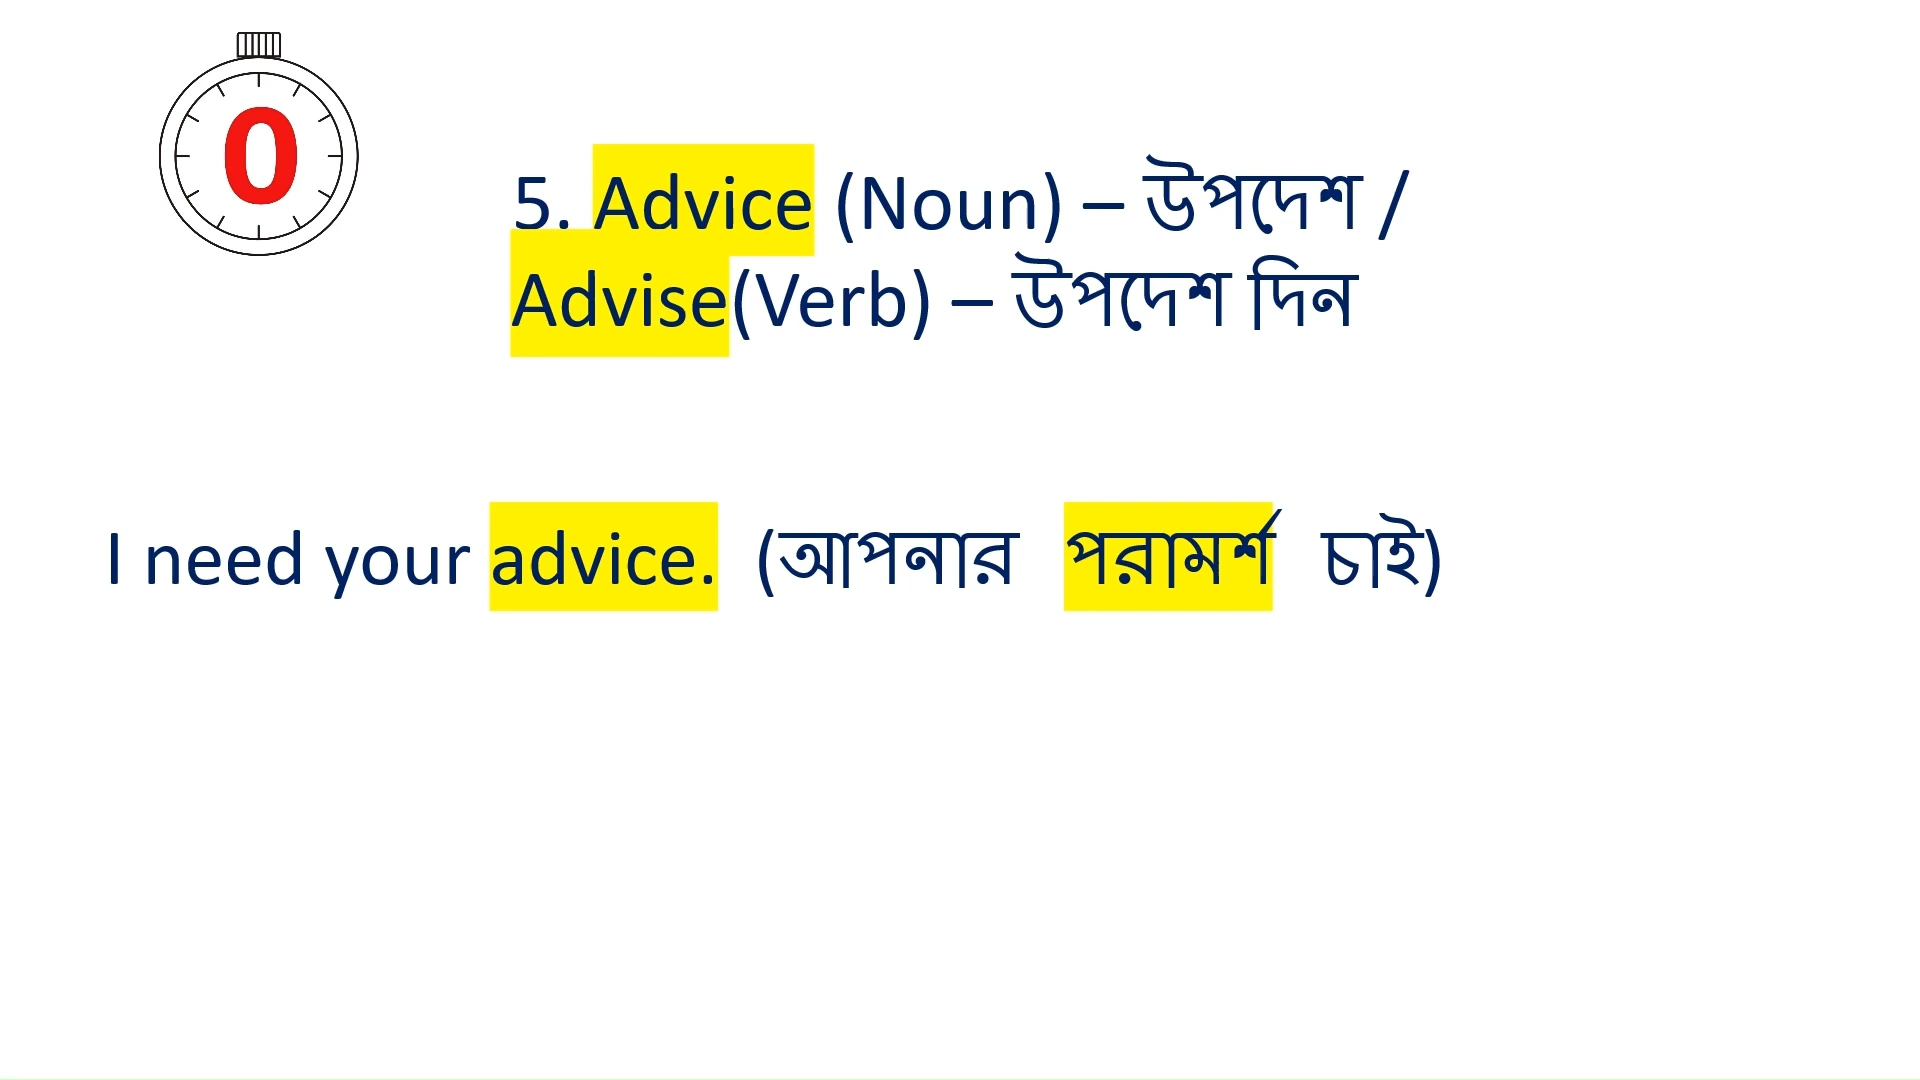 0
5. Advice (Noun) – উপদেশ /
Advise(Verb) – উপদেশ দিন
I need your advice. (আপনার পরামর্শ চাই)